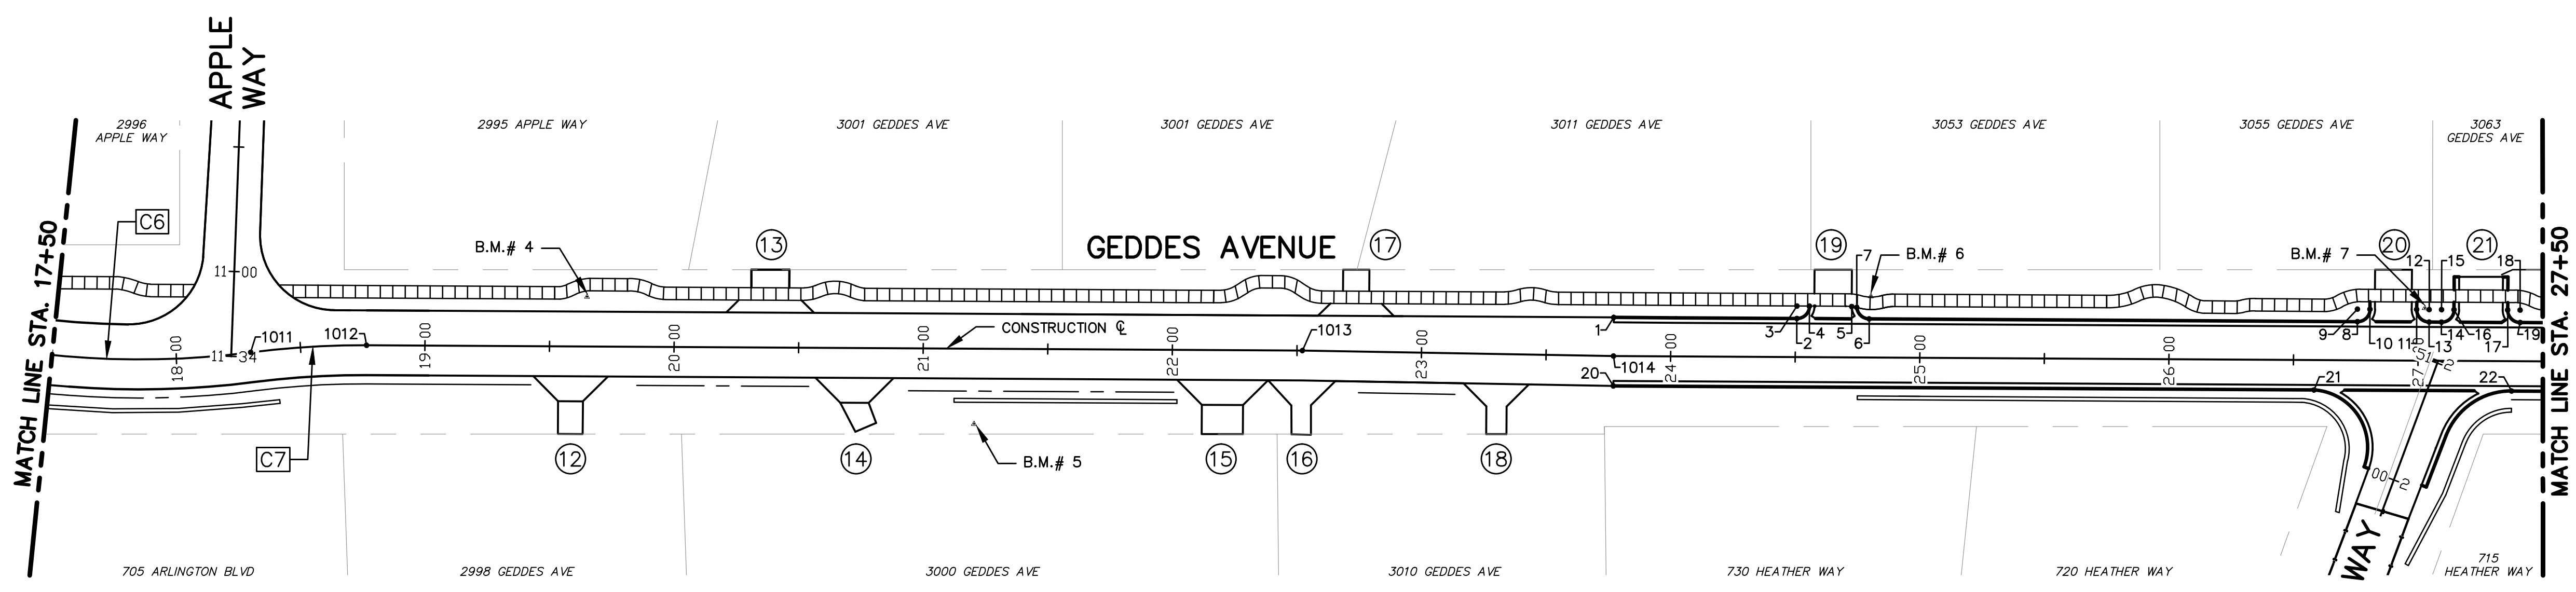 APPLE
WAY
2996
APPLE WAY
2995 APPLE WAY
3001 GEDDES AVE
3001 GEDDES AVE
3011 GEDDES AVE
3053 GEDDES AVE
3055 GEDDES AVE
3063
GEDDES AVE
MATCH LINE STA. 17+50
C6
B.M.# 4
13
GEDDES AVENUE
17
19
7
B.M.# 6
B.M.# 7
20
12
15
21
18
MATCH LINE STA. 27+50
11+00
18+00
11+34
1011
1012
19+00
20+00
21+00
CONSTRUCTION ℄
22+00
1013
23+00
1
1014
24+00
3
2
4
5
6
25+00
26+00
9
8
10
11
13
14
16
17
19
27+00
20
21
22
C7
12
14
B.M.# 5
15
16
18
WAY
705 ARLINGTON BLVD
2998 GEDDES AVE
3000 GEDDES AVE
3010 GEDDES AVE
730 HEATHER WAY
720 HEATHER WAY
715
HEATHER WAY